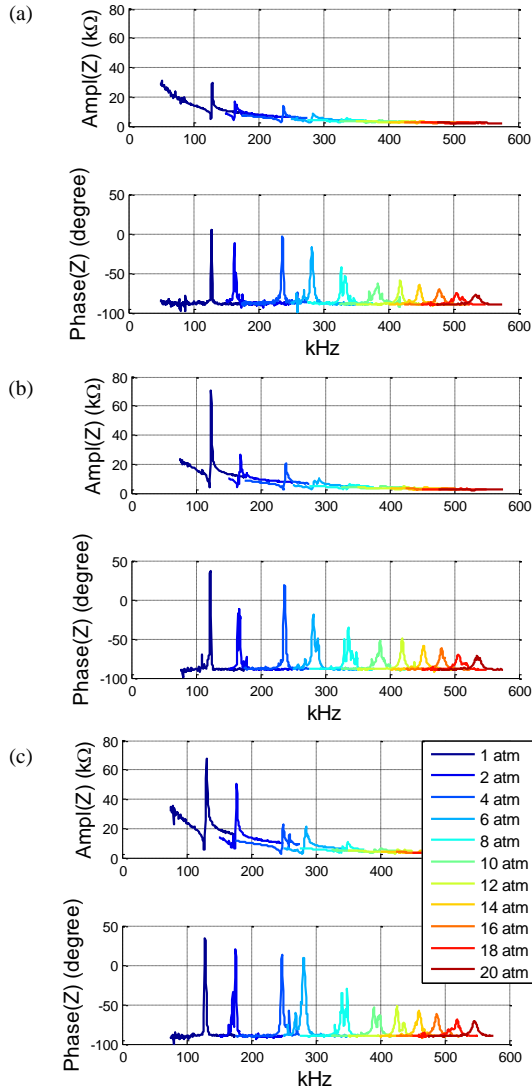 (a)
Ampl(Z) (kΩ)
80
60
40
20
0
0 100 200 300 400 500 600
Phase(Z) (degree)
50
0
-50
-100
0 100 200 300 400 500 600
kHz
(b)
Ampl(Z) (kΩ)
80
60
40
20
0
0 100 200 300 400 500 600
Phase(Z) (degree)
50
0
-50
-100
0 100 200 300 400 500 600
kHz
(c)
Ampl(Z) (kΩ)
80
60
40
20
0
0 100 200 300 400
1 atm
2 atm
4 atm
6 atm
8 atm
10 atm
12 atm
14 atm
16 atm
18 atm
20 atm
Phase(Z) (degree)
50
0
-50
-100
0 100 200 300 400 500 600
kHz